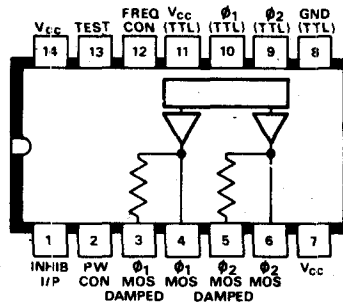 Vcc TEST FREQ CON Vcc (TTL) ϕ1 (TTL) ϕ2 (TTL) GND (TTL)
14 13 12 11 10 9 8
1 2 3 4 5 6 7
INHIB I/P PW CON ϕ1 MOS DAMPED ϕ1 MOS ϕ2 MOS DAMPED ϕ2 MOS Vcc